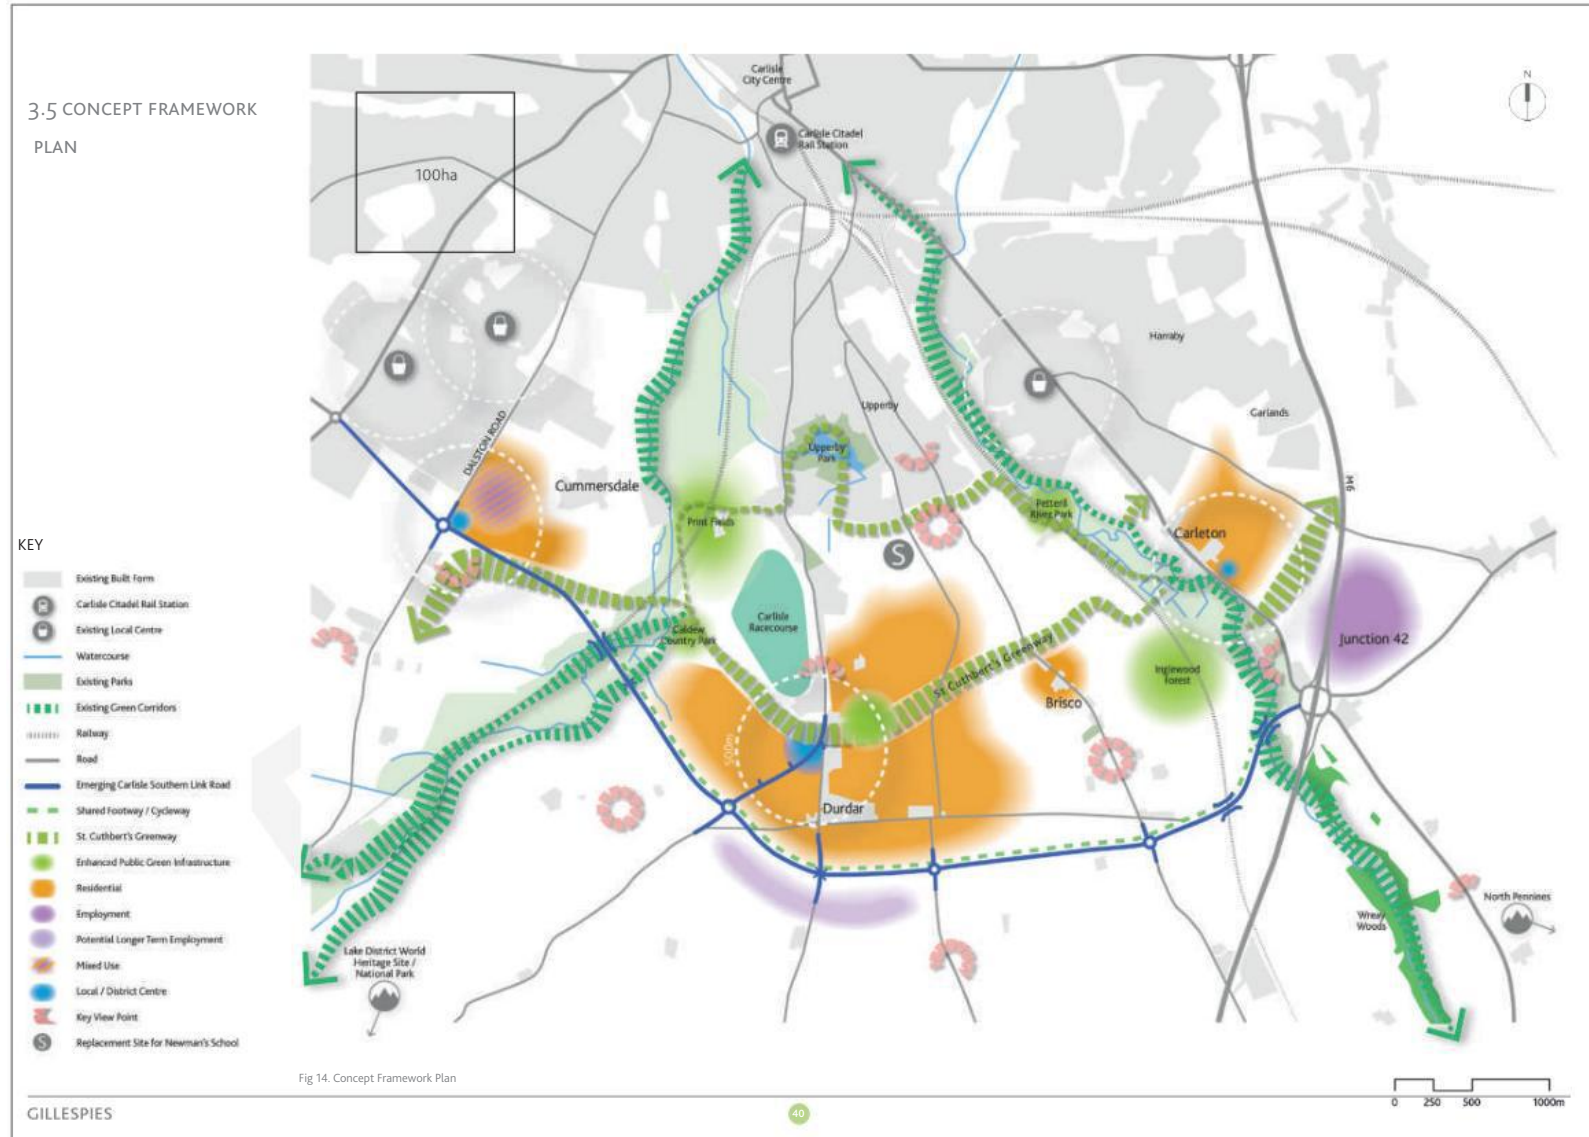 3.5 CONCEPT FRAMEWORK
PLAN
100ha
Carlisle
City Centre
Carlisle Citadel
Rail Station
N
Harraby
Garlands
Upperby
DALSTON ROAD
Cummersdale
Upperby
Park
Print Fields
Petteril
River Park
M6
Carleton
S
Carlisle
Racecourse
Caldew
Country Park
St Cuthbert's Greenway
Inglewood
Forest
Junction 42
Brisco
500m
Durdar
Wreay
Woods
North Pennines
Lake District World
Heritage Site /
National Park
KEY
Existing Built Form
Carlisle Citadel Rail Station
Existing Local Centre
Watercourse
Existing Parks
Existing Green Corridors
Railway
Road
Emerging Carlisle Southern Link Road
Shared Footway / Cycleway
St. Cuthbert's Greenway
Enhanced Public Green Infrastructure
Residential
Employment
Potential Longer Term Employment
Mixed Use
Local / District Centre
Key View Point
S
Replacement Site for Newman's School
Fig 14. Concept Framework Plan
0 250 500 1000m
GILLESPIES
40